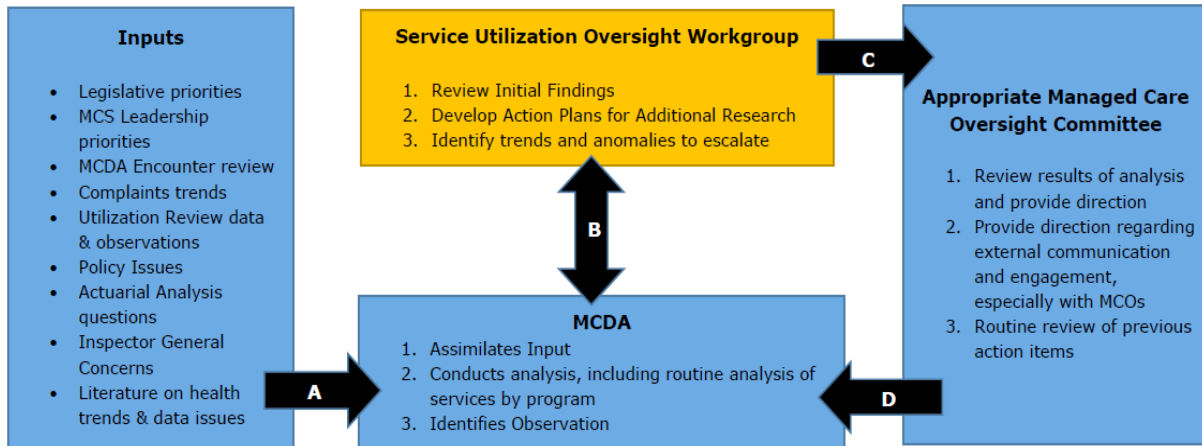 Inputs
• Legislative priorities
• MCS Leadership
priorities
• MCDA Encounter review
• Complaints trends
• Utilization Review data
& observations
• Policy Issues
• Actuarial Analysis
questions
• Inspector General
Concerns
• Literature on health
trends & data issues
A
Service Utilization Oversight Workgroup
1. Review Initial Findings
2. Develop Action Plans for Additional Research
3. Identify trends and anomalies to escalate
B
MCDA
1. Assimilates Input
2. Conducts analysis, including routine analysis of
services by program
3. Identifies Observation
C
Appropriate Managed Care
Oversight Committee
1. Review results of analysis
and provide direction
2. Provide direction regarding
external communication
and engagement,
especially with MCOs
3. Routine review of previous
action items
D